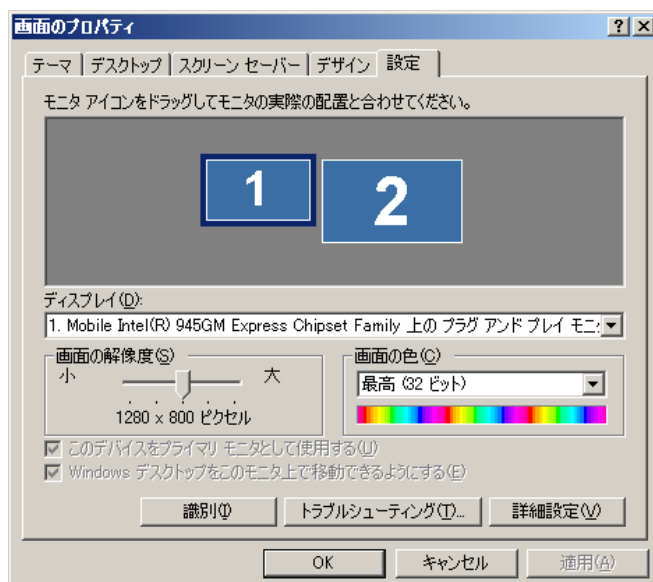 画面のプロパティ
テーマ デスクトップ スクリーン セーバー デザイン 設定
モニタ アイコンをドラッグしてモニタの実際の配置と合わせてください。
1 2
ディスプレイ(D):
1. Mobile Intel(R) 945GM Express Chipset Family 上の プラグ アンド プレイ モニ
画面の解像度(S) 画面の色(C)
小 大 最高 (32 ビット)
1280 x 800 ピクセル
このデバイスをプライマリ モニタとして使用する(U)
Windows デスクトップをこのモニタ上で移動できるようにする(E)
識別(I) トラブルシューティング(T)... 詳細設定(V)
OK キャンセル 適用(A)